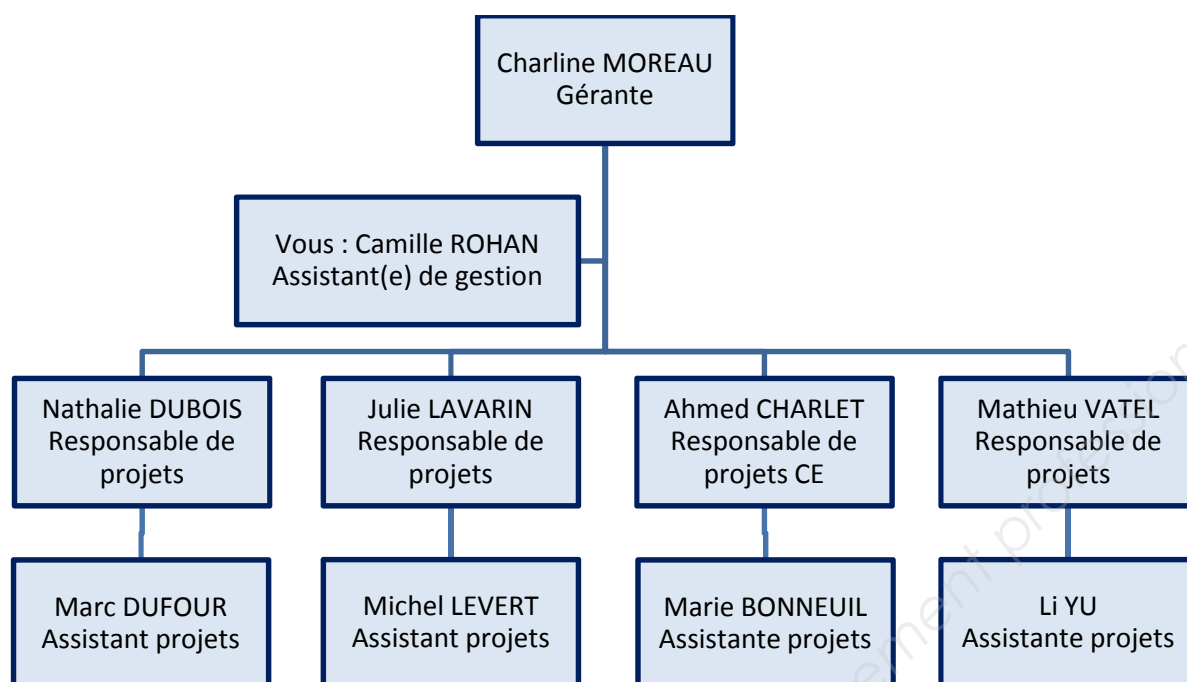 Charline MOREAU
Gérante
Vous : Camille ROHAN
Assistant(e) de gestion
Nathalie DUBOIS
Responsable de
projets
Julie LAVARIN
Responsable de
projets
Ahmed CHARLET
Responsable de
projets CE
Mathieu VATEL
Responsable de
projets
Marc DUFOUR
Assistant projets
Michel LEVERT
Assistant projets
Marie BONNEUIL
Assistante projets
Li YU
Assistante projets